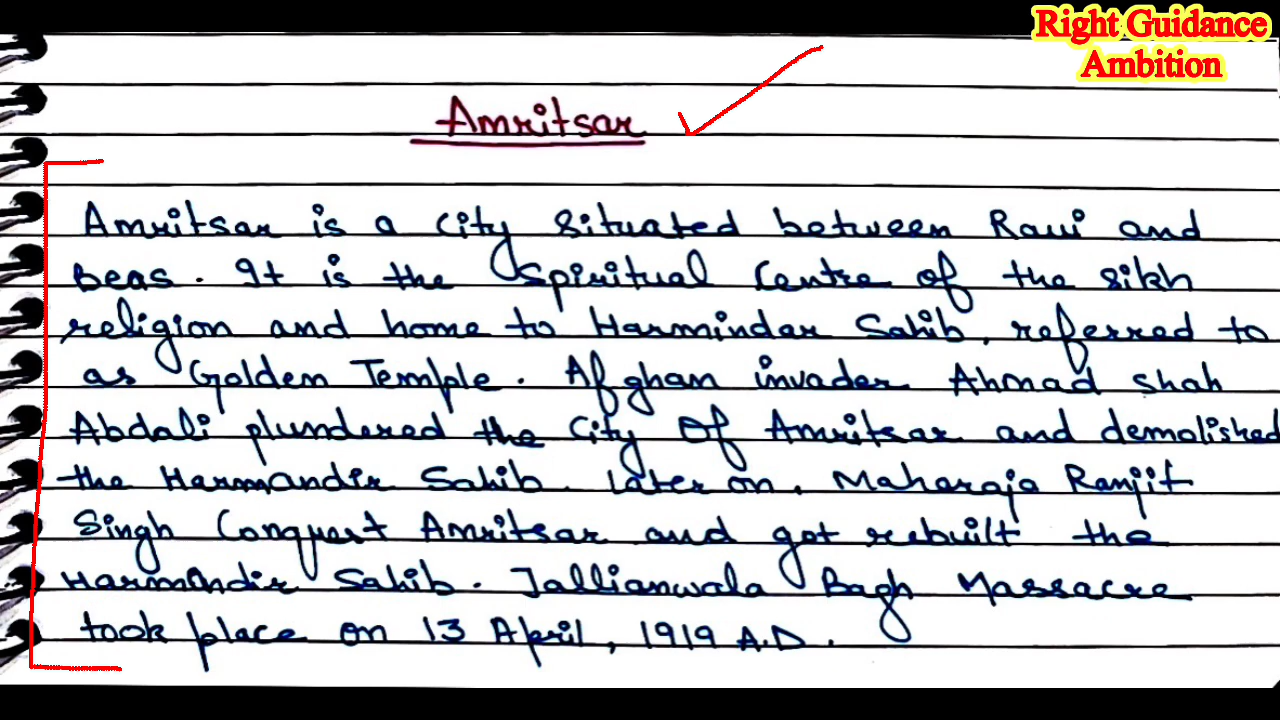 Right Guidance
Ambition
Amritsar
Amritsar is a city situated between Ravi and
Beas. It is the spiritual centre of the sikh
religion and home to Harmindar Sahib, referred to
as Golden Temple. Afghan invader Ahmad shah
Abdali plundered the city of Amritsar and demolished
the Harmandir Sahib. Later on, Maharaja Ranjit
Singh Conquest Amritsar and got rebuilt the
Harmandir Sahib. Jallianwala Bagh Massacre
took place on 13 April, 1919 A.D.